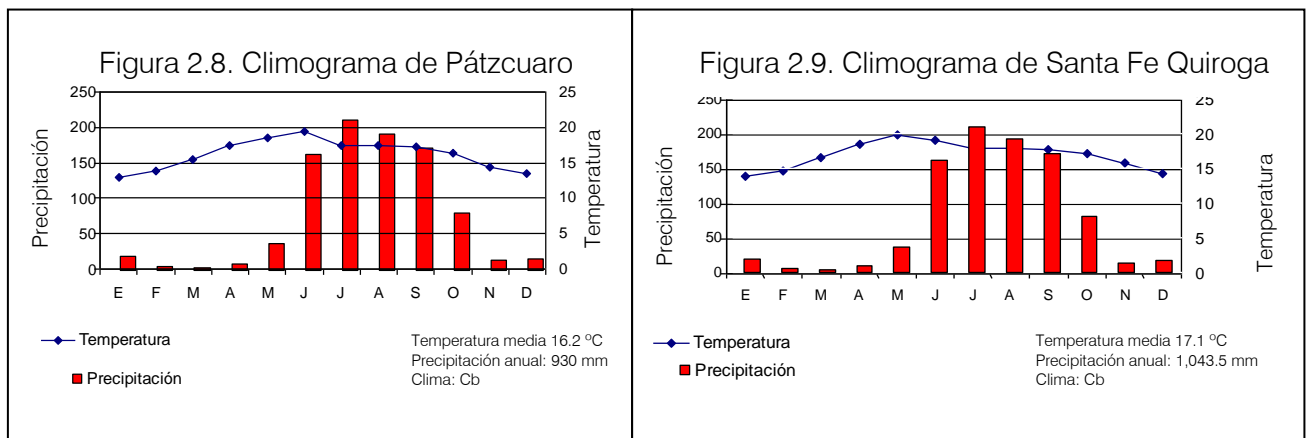 Figura 2.8. Climograma de Pátzcuaro
250
200
150
100
50
0
Precipitación
25
20
15
10
5
0
Temperatura
E F M A M J J A S O N D
Temperatura
Precipitación
Temperatura media 16.2 ºC
Precipitación anual: 930 mm
Clima: Cb
Figura 2.9. Climograma de Santa Fe Quiroga
250
200
150
100
50
0
Precipitación
25
20
15
10
5
0
Temperatura
E F M A M J J A S O N D
Temperatura
Precipitación
Temperatura media 17.1 ºC
Precipitación anual: 1,043.5 mm
Clima: Cb